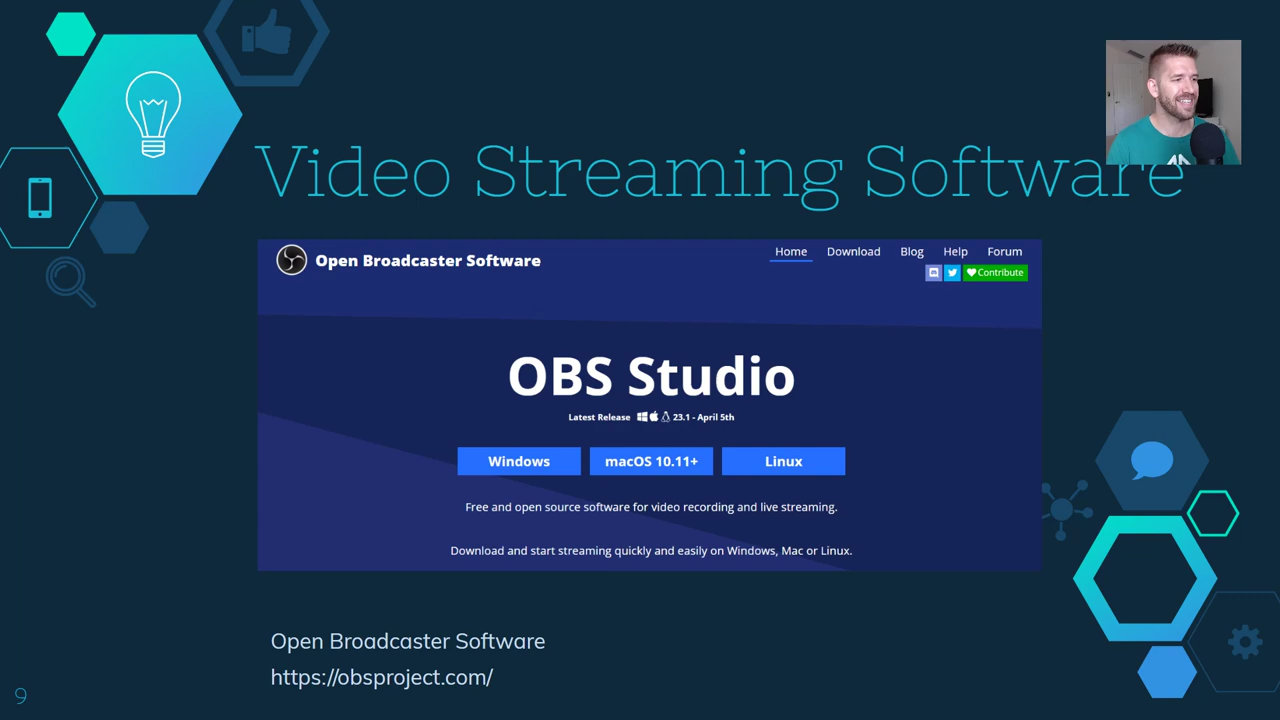 Video Streaming Software
Open Broadcaster Software
Home Download Blog Help Forum
Contribute
OBS Studio
Latest Release 23.1 - April 5th
Windows macOS 10.11+ Linux
Free and open source software for video recording and live streaming.
Download and start streaming quickly and easily on Windows, Mac or Linux.
Open Broadcaster Software
https://obsproject.com/
9